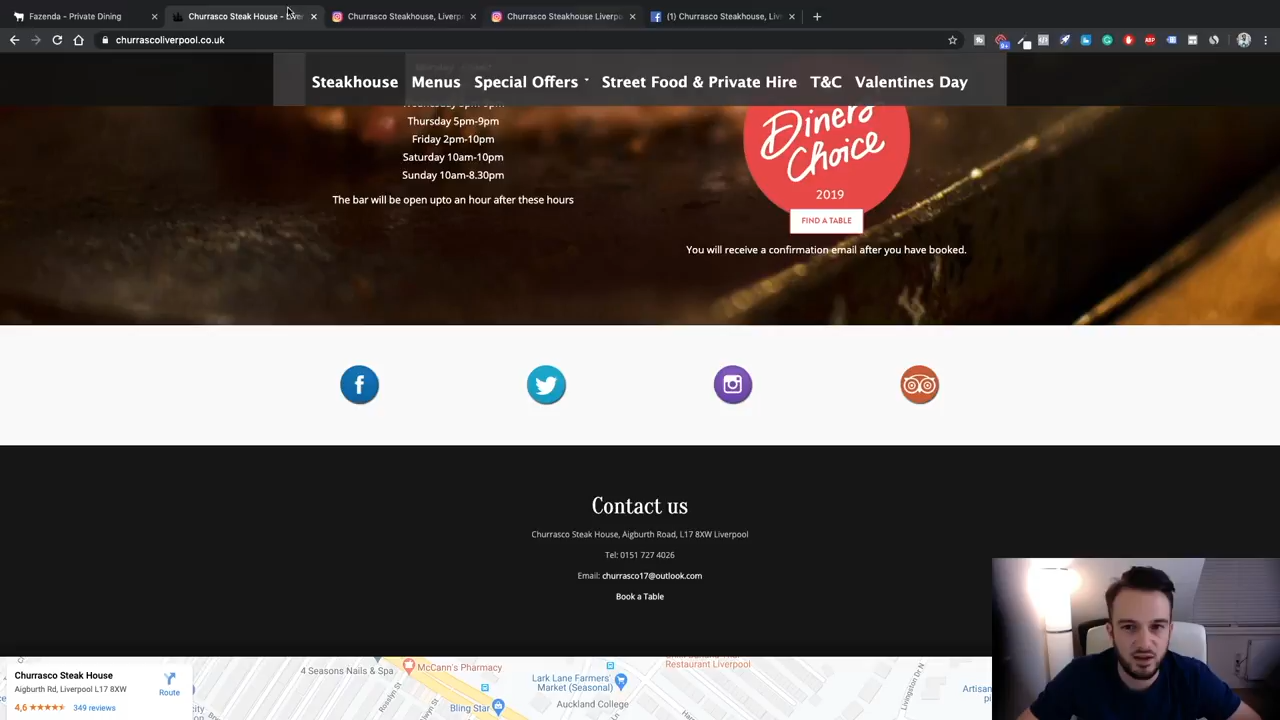 Fazenda - Private Dining
Churrasco Steak House - Liver
Churrasco Steakhouse, Liverp
Churrasco Steakhouse Liverpo
(1) Churrasco Steakhouse, Liv
churrascoliverpool.co.uk
Steakhouse Menus Special Offers Street Food & Private Hire T&C Valentines Day
Thursday 5pm-9pm
Friday 2pm-10pm
Saturday 10am-10pm
Sunday 10am-8.30pm
The bar will be open upto an hour after these hours
Diners'
Choice
2019
FIND A TABLE
You will receive a confirmation email after you have booked.
Contact us
Churrasco Steak House, Aigburth Road, L17 8XW Liverpool
Tel: 0151 727 4026
Email: churrasco17@outlook.com
Book a Table
Churrasco Steak House
Aigburth Rd, Liverpool L17 8XW
4,6 349 reviews
Route
4 Seasons Nails & Spa
McCann's Pharmacy
Lark Lane Farmers'
Market (Seasonal)
Auckland College
Bling Star
Restaurant Liverpool
Livingston Dr N
Artisan